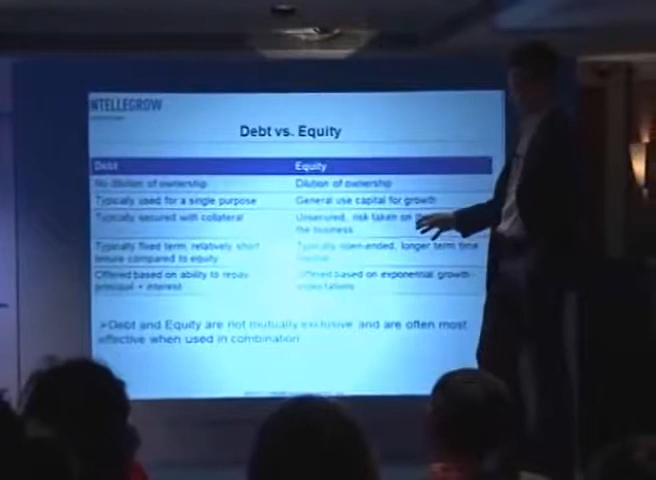 INTELLEGROW
Debt vs. Equity
Debt Equity
No dilution of ownership Dilution of ownership
Typically used for a single purpose General use capital for growth
Typically secured with collateral Unsecured, risk taken on
the business
Typically fixed term, relatively short Typically open-ended, longer term time
tenure compared to equity
Offered based on ability to repay Offered based on exponential growth
principal + interest expectations
➤Debt and Equity are not mutually exclusive and are often most
effective when used in combination